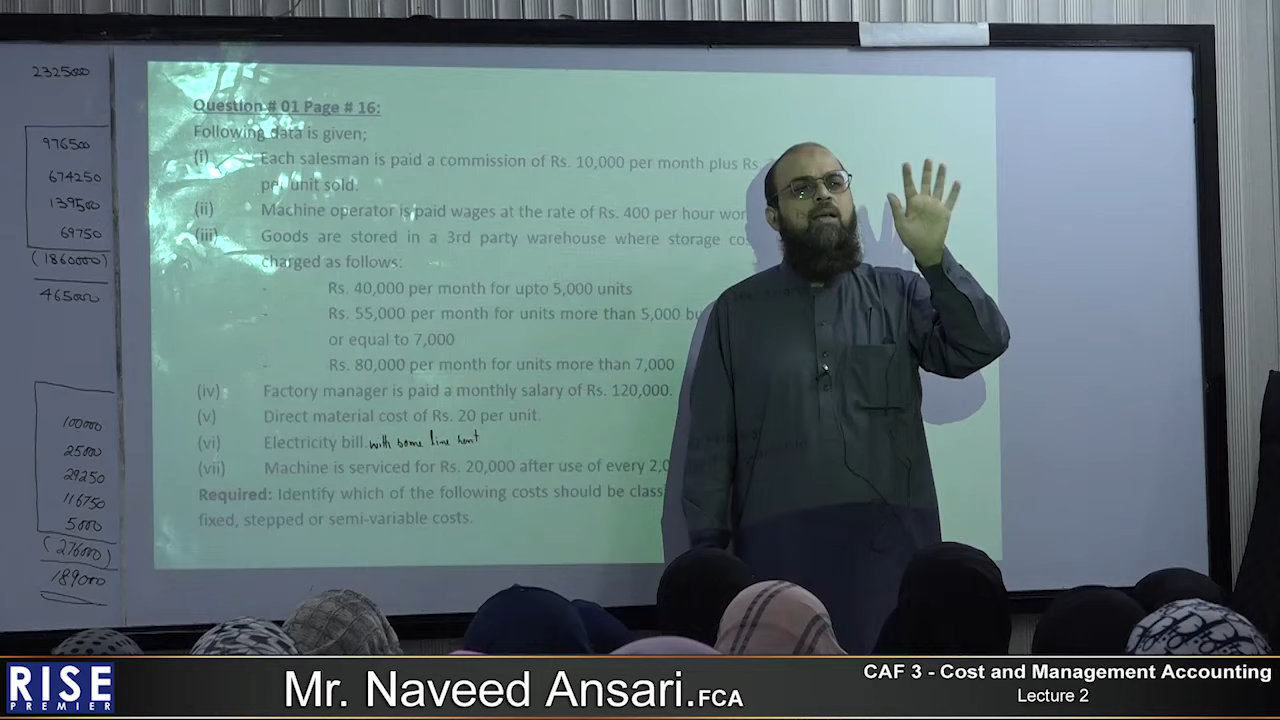 2325000
976500
674250
139500
69750
(1860000)
465000
100000
25000
29250
116750
5000
(276000)
189000
Question # 01 Page # 16:
Following data is given;
(i) Each salesman is paid a commission of Rs. 10,000 per month plus Rs.
per unit sold.
(ii) Machine operator is paid wages at the rate of Rs. 400 per hour
(iii) Goods are stored in a 3rd party warehouse where storage
charged as follows:
- Rs. 40,000 per month for upto 5,000 units
- Rs. 55,000 per month for units more than 5,000
or equal to 7,000
- Rs. 80,000 per month for units more than 7,000
(iv) Factory manager is paid a monthly salary of Rs. 120,000.
(v) Direct material cost of Rs. 20 per unit.
(vi) Electricity bill with some line rent
(vii) Machine is serviced for Rs. 20,000 after use of every
Required: Identify which of the following costs should be
fixed, stepped or semi-variable costs.
RISE
PREMIER
Mr. Naveed Ansari.FCA
CAF 3 - Cost and Management Accounting
Lecture 2